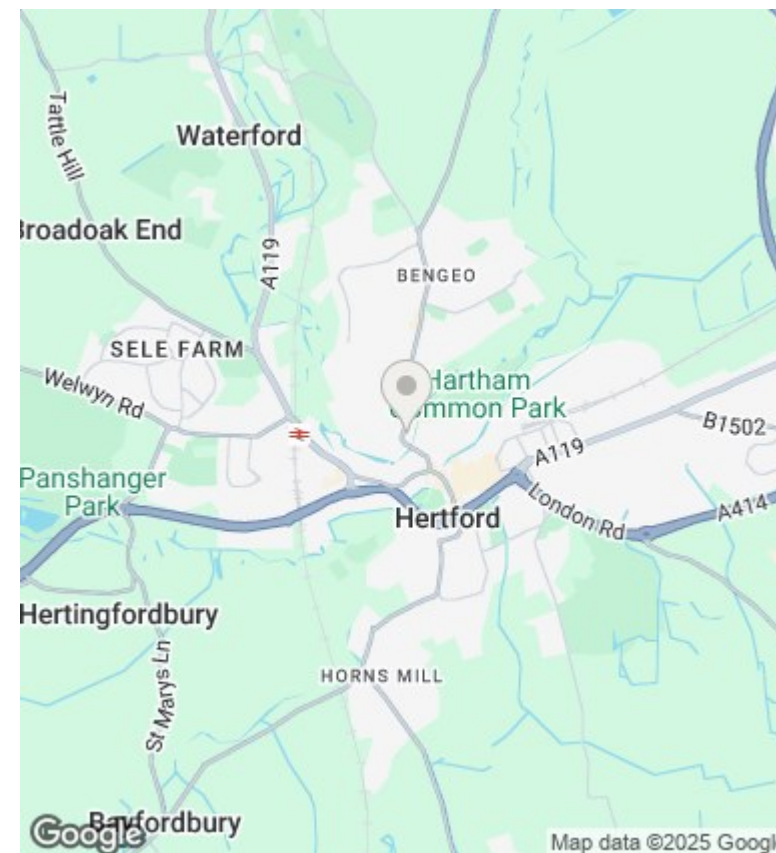 Tattle Hill
Waterford
Broadoak End
A119
BENGEO
SELE FARM
Welwyn Rd
Hartham
Common Park
B1502
A119
Panshanger
Park
London Rd
A414
Hertford
Hertingfordbury
St Marys Ln
HORNS MILL
Bayfordbury
Google
Map data ©2025 Google